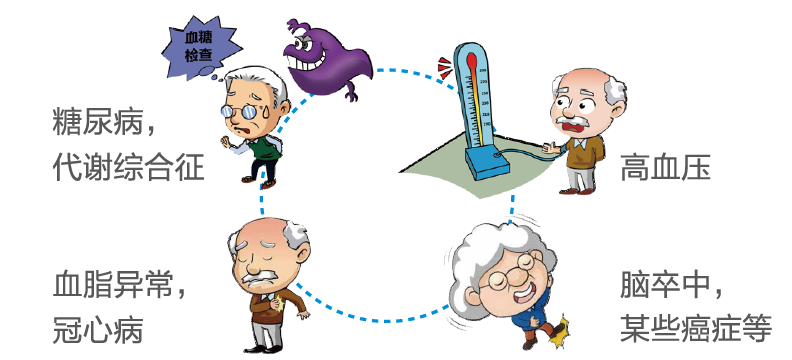 血糖
检查
糖尿病，
代谢综合征
高血压
血脂异常，
冠心病
脑卒中，
某些癌症等